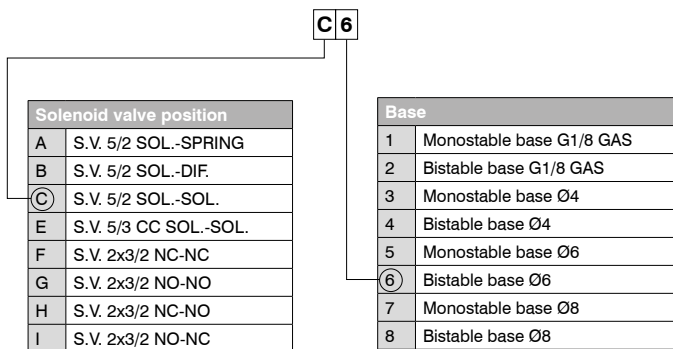 C 6
Solenoid valve position
A S.V. 5/2 SOL.-SPRING
B S.V. 5/2 SOL.-DIF.
C S.V. 5/2 SOL.-SOL.
E S.V. 5/3 CC SOL.-SOL.
F S.V. 2x3/2 NC-NC
G S.V. 2x3/2 NO-NO
H S.V. 2x3/2 NC-NO
I S.V. 2x3/2 NO-NC
Base
1 Monostable base G1/8 GAS
2 Bistable base G1/8 GAS
3 Monostable base Ø4
4 Bistable base Ø4
5 Monostable base Ø6
6 Bistable base Ø6
7 Monostable base Ø8
8 Bistable base Ø8